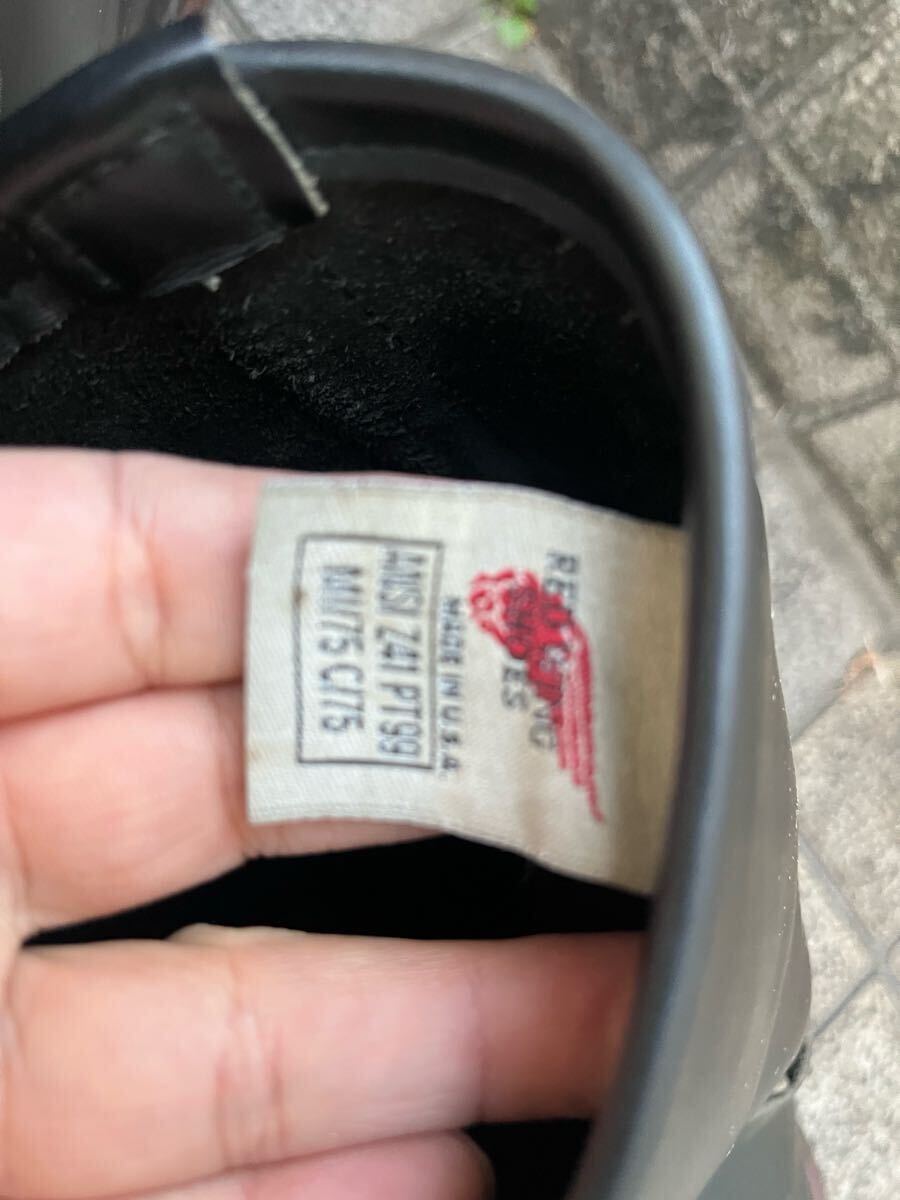 RED WING
SHOES
MADE IN U.S.A.
ANSI Z41 PT99
MI/75 C/75